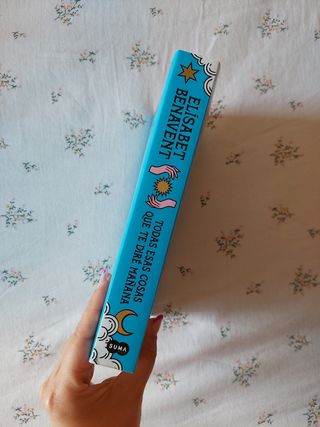 ELÍSABET
BENAVENT
TODAS ESAS COSAS
QUE TE DIRÉ MAÑANA
SUMA